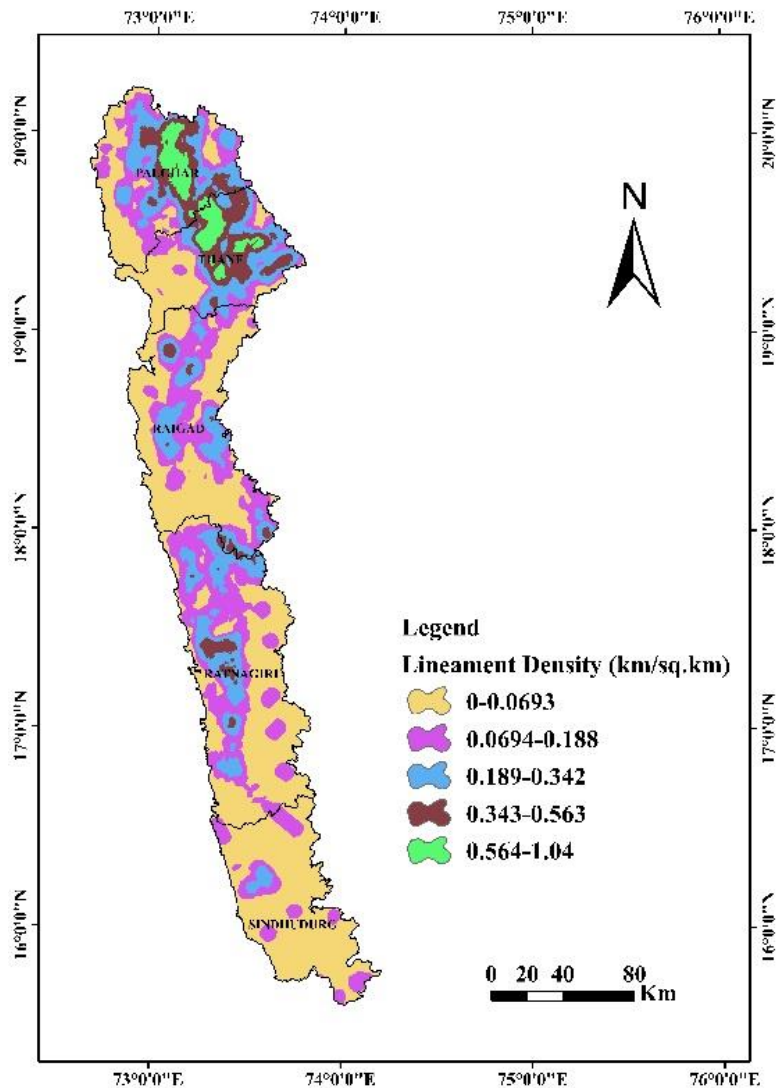 73°0'0"E 74°0'0"E 75°0'0"E 76°0'0"E
20°0'0"N 20°0'0"N
PALGHAR
N
THANE
19°0'0"N 19°0'0"N
RAIGAD
18°0'0"N 18°0'0"N
Legend
Lineament Density (km/sq.km)
RATNAGIRI
0-0.0693
17°0'0"N 17°0'0"N
0.0694-0.188
0.189-0.342
0.343-0.563
0.564-1.04
SINDHUDURG
16°0'0"N 16°0'0"N
0 20 40 80
Km
73°0'0"E 74°0'0"E 75°0'0"E 76°0'0"E